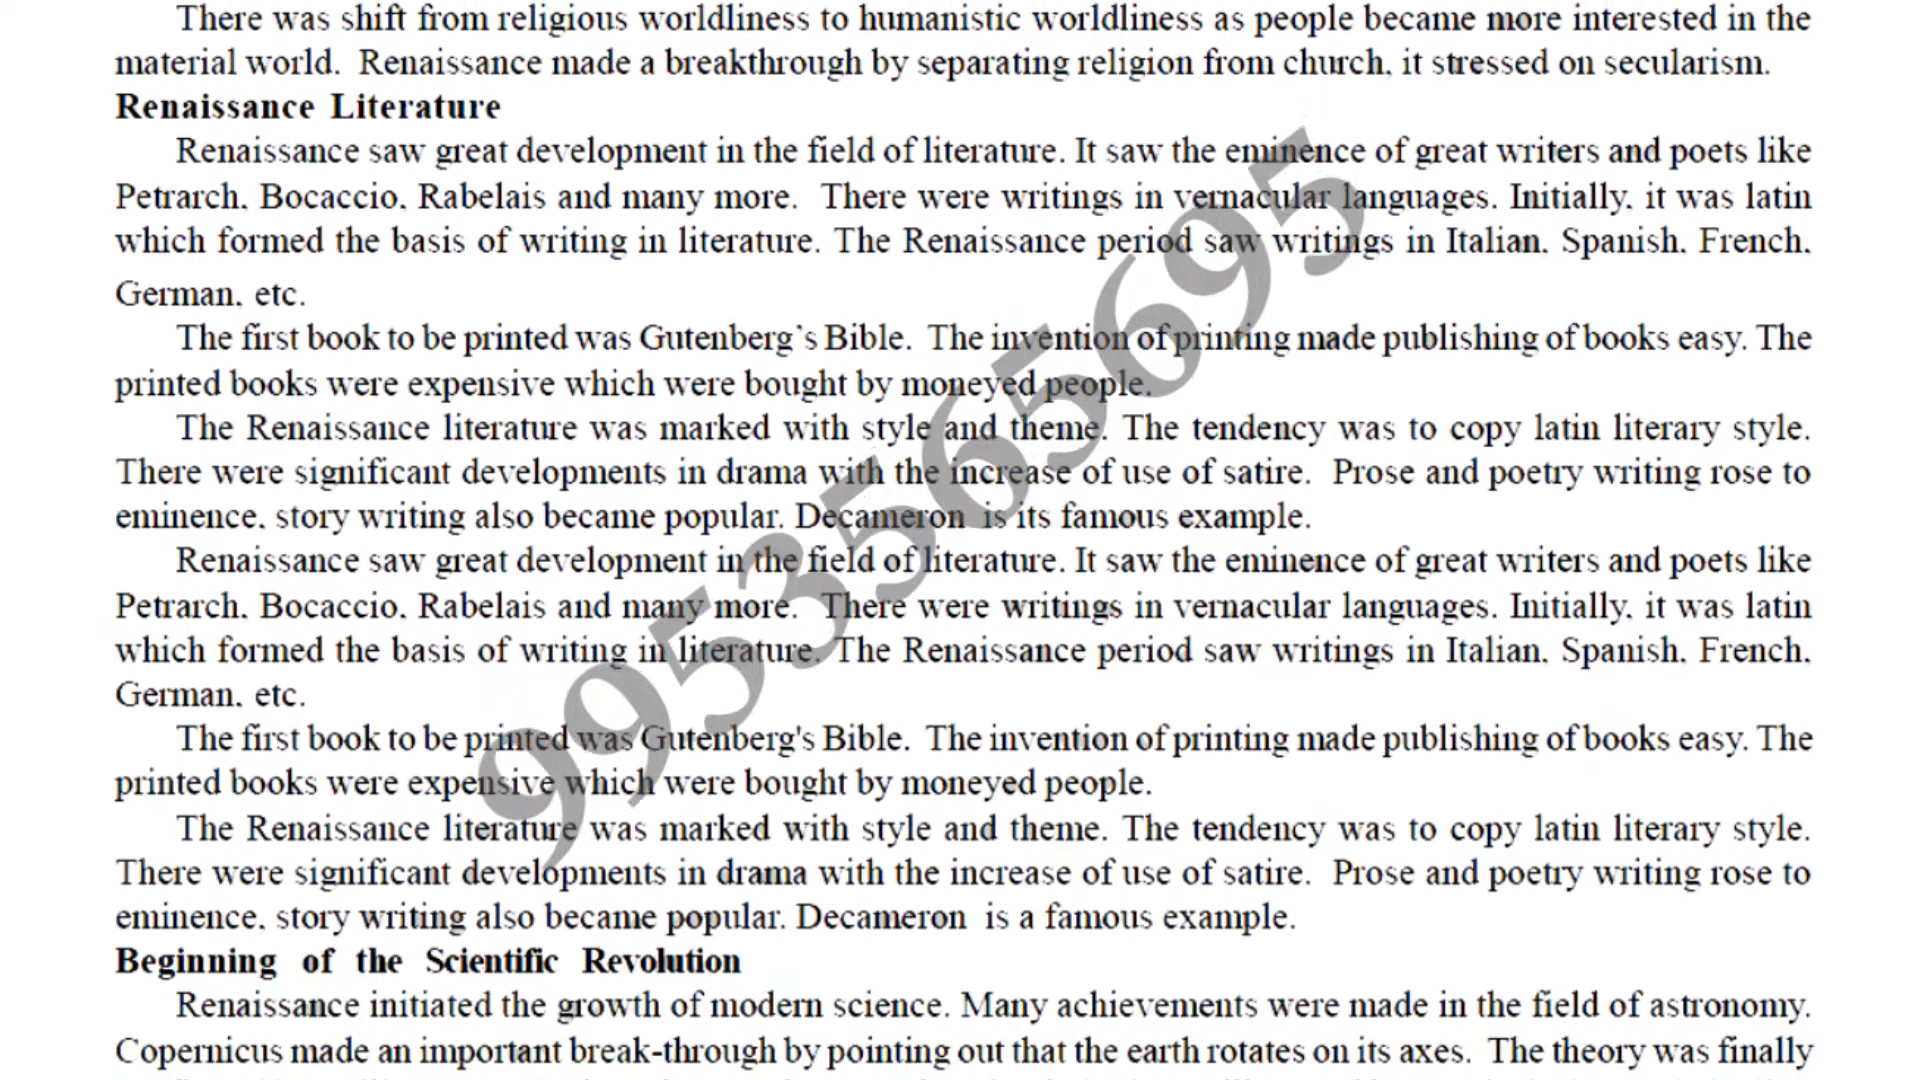 There was shift from religious worldliness to humanistic worldliness as people became more interested in the
material world. Renaissance made a breakthrough by separating religion from church, it stressed on secularism.
Renaissance Literature
Renaissance saw great development in the field of literature. It saw the eminence of great writers and poets like
Petrarch, Bocaccio, Rabelais and many more. There were writings in vernacular languages. Initially, it was latin
which formed the basis of writing in literature. The Renaissance period saw writings in Italian, Spanish, French,
German, etc.
The first book to be printed was Gutenberg's Bible. The invention of printing made publishing of books easy. The
printed books were expensive which were bought by moneyed people.
The Renaissance literature was marked with style and theme. The tendency was to copy latin literary style.
There were significant developments in drama with the increase of use of satire. Prose and poetry writing rose to
eminence, story writing also became popular. Decameron is its famous example.
Renaissance saw great development in the field of literature. It saw the eminence of great writers and poets like
Petrarch, Bocaccio, Rabelais and many more. There were writings in vernacular languages. Initially, it was latin
which formed the basis of writing in literature. The Renaissance period saw writings in Italian, Spanish, French,
German, etc.
The first book to be printed was Gutenberg's Bible. The invention of printing made publishing of books easy. The
printed books were expensive which were bought by moneyed people.
The Renaissance literature was marked with style and theme. The tendency was to copy latin literary style.
There were significant developments in drama with the increase of use of satire. Prose and poetry writing rose to
eminence, story writing also became popular. Decameron is a famous example.
Beginning of the Scientific Revolution
Renaissance initiated the growth of modern science. Many achievements were made in the field of astronomy.
Copernicus made an important break-through by pointing out that the earth rotates on its axes. The theory was finally
9953565695